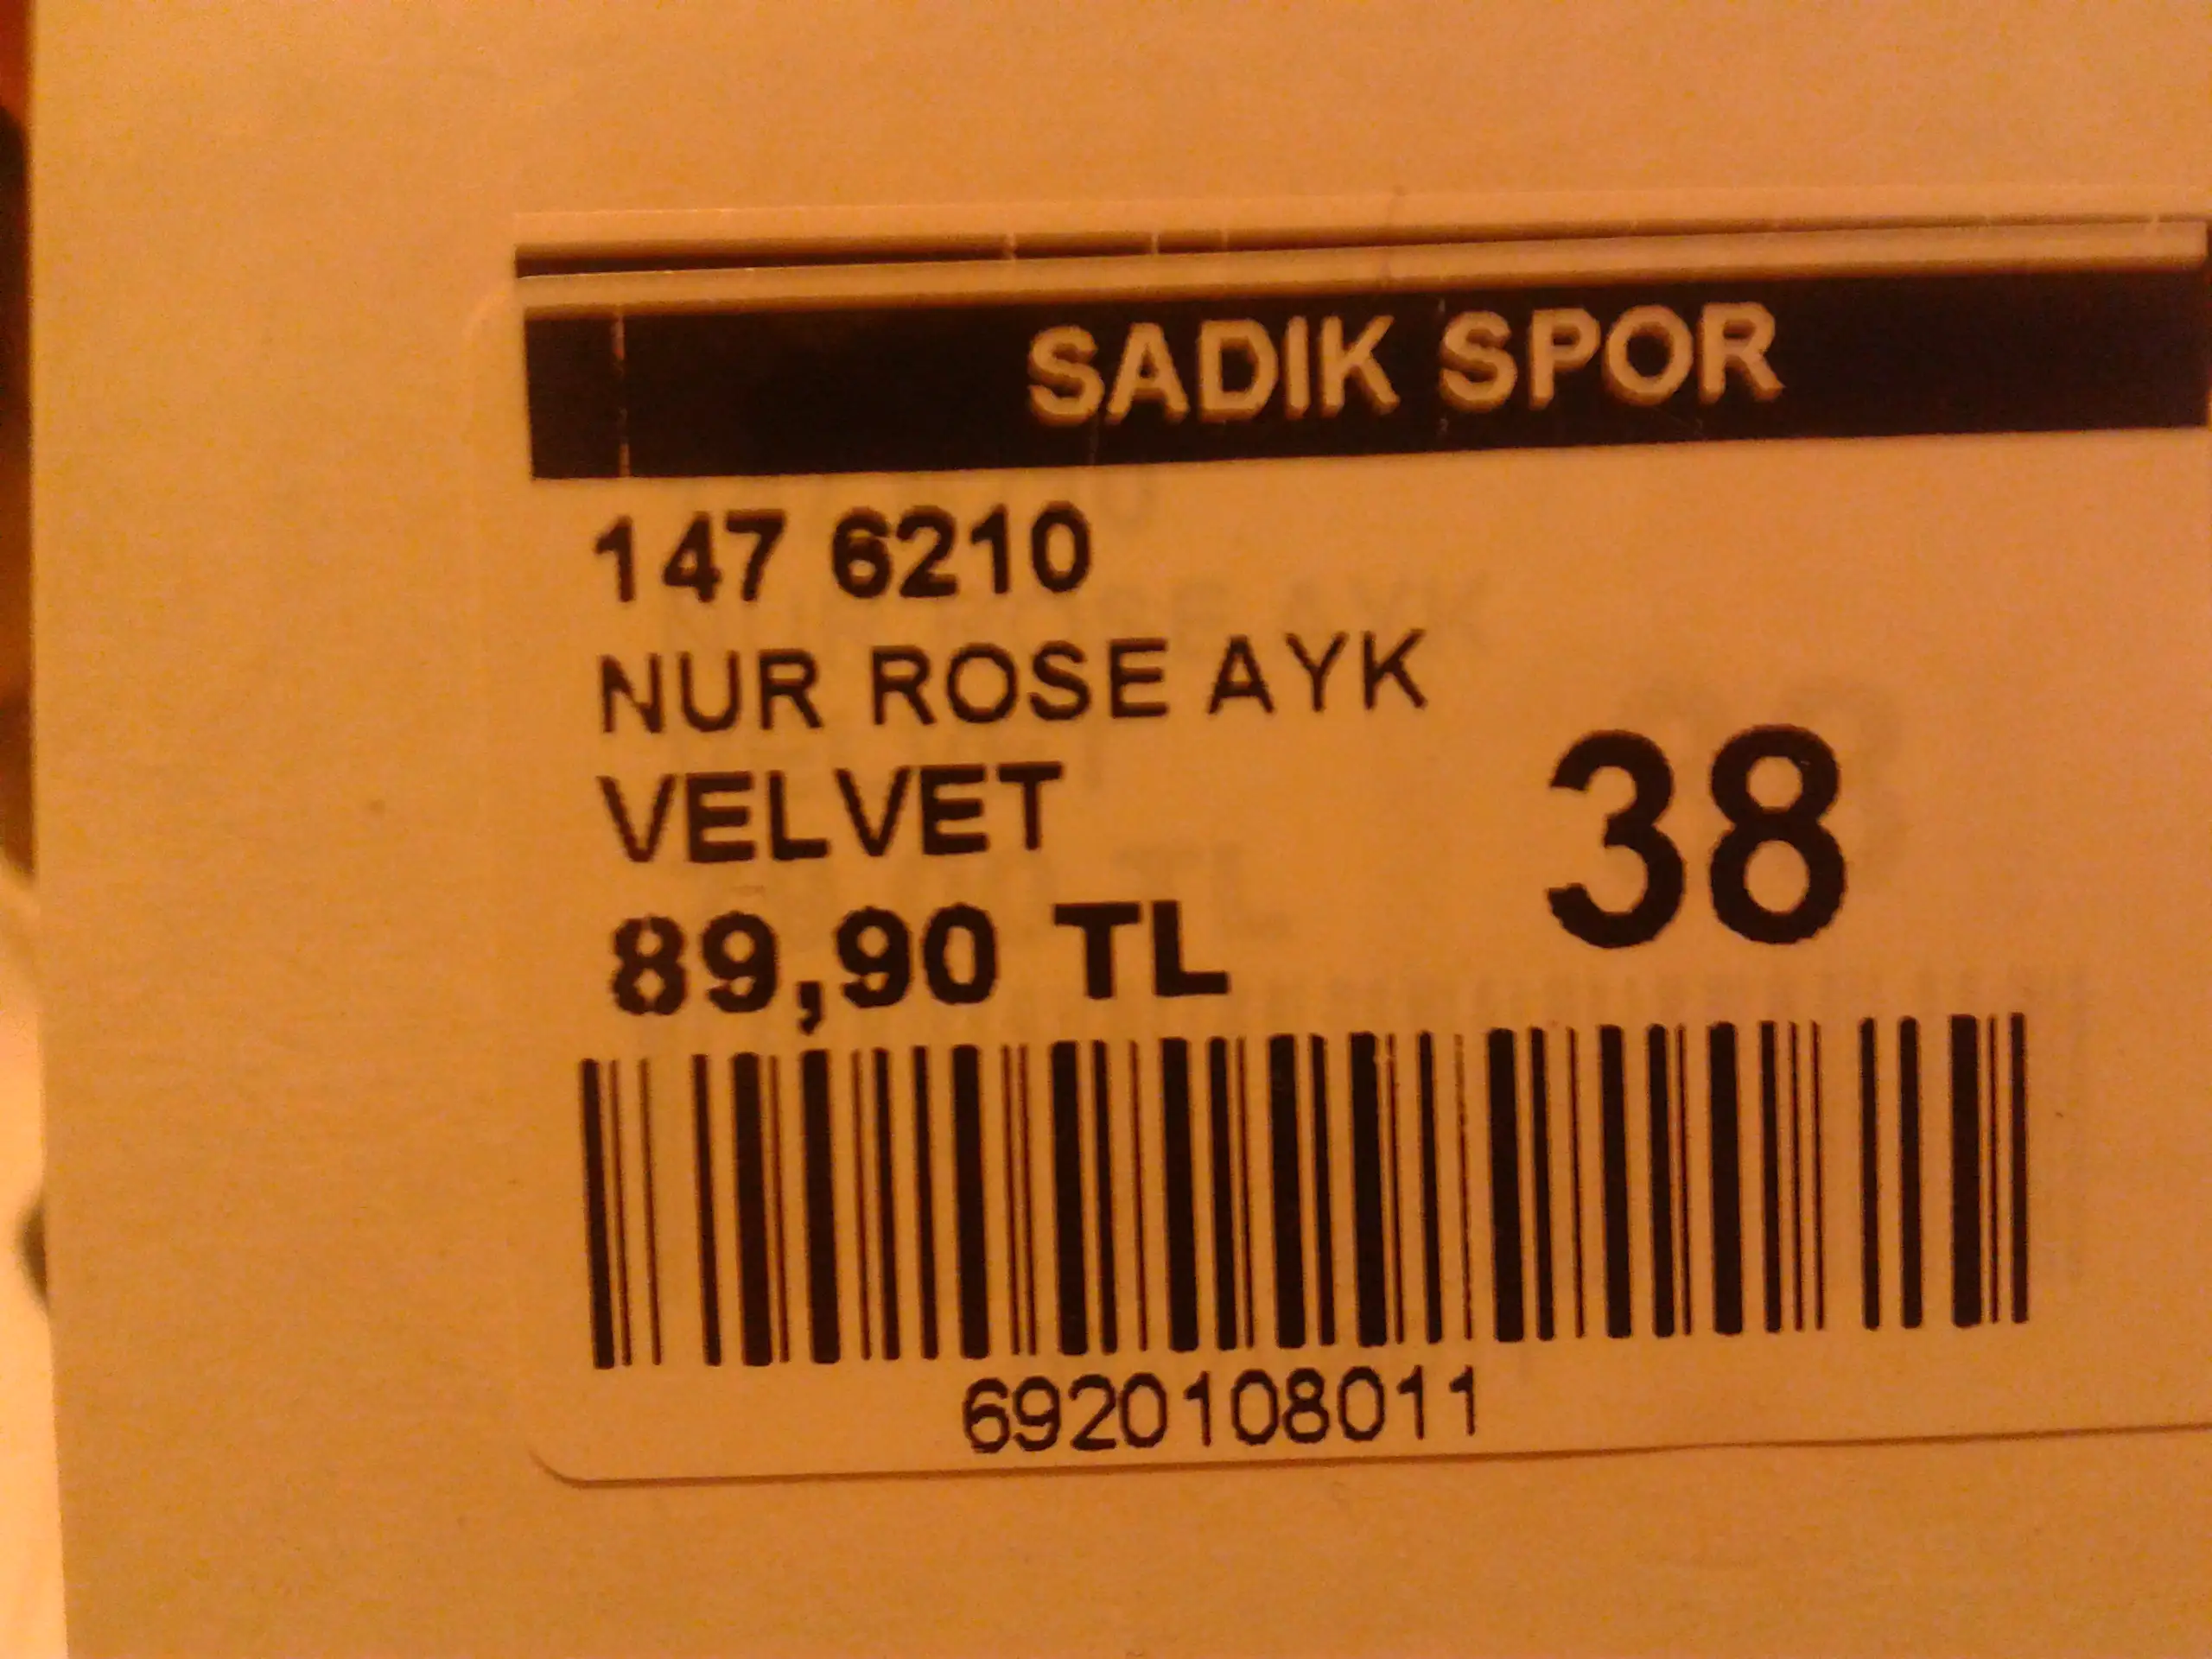 SADIK SPOR
147 6210
NUR ROSE AYK
VELVET
38
89,90 TL
6920108011